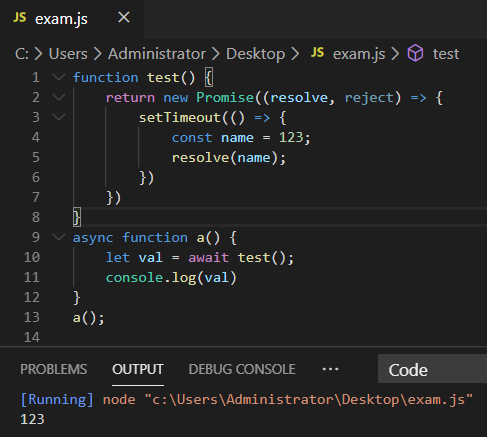 JS exam.js ×
C: > Users > Administrator > Desktop > JS exam.js > test
1 function test() {
2     return new Promise((resolve, reject) => {
3         setTimeout(() => {
4             const name = 123;
5             resolve(name);
6         })
7     })
8 }
9 async function a() {
10     let val = await test();
11     console.log(val)
12 }
13 a();
14
PROBLEMS OUTPUT DEBUG CONSOLE ··· Code
[Running] node "c:\Users\Administrator\Desktop\exam.js"
123